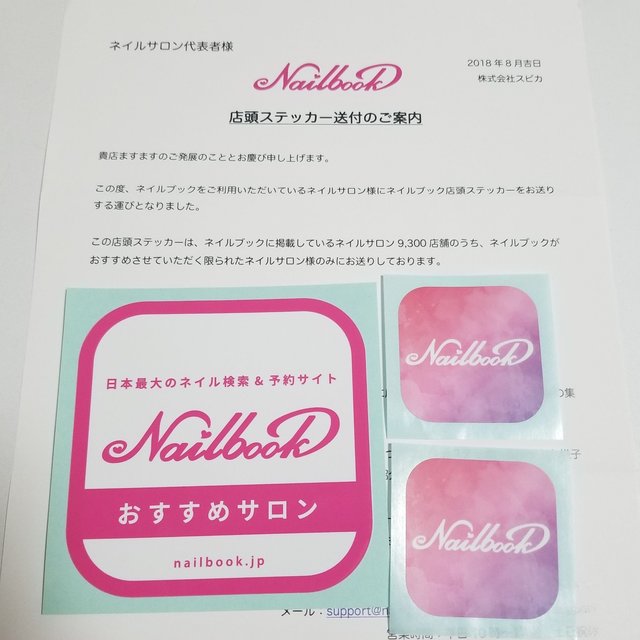 ネイルサロン代表者様
2018年8月吉日
株式会社スピカ
Nailbook
店頭ステッカー送付のご案内
貴店ますますのご発展のこととお慶び申し上げます。
この度、ネイルブックをご利用いただいているネイルサロン様にネイルブック店頭ステッカーをお送り
する運びとなりました。
この店頭ステッカーは、ネイルブックに掲載しているネイルサロン9,300店舗のうち、ネイルブックが
おすすめさせていただく限られたネイルサロン様のみにお送りしております。
日本最大のネイル検索&予約サイト
Nailbook
おすすめサロン
nailbook.jp
Nailbook
の集
Nailbook
メール:support@n